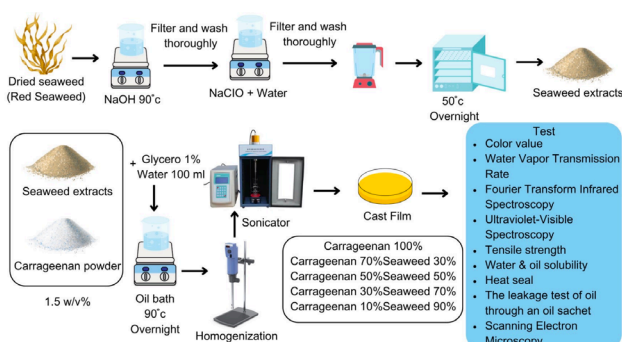 Filter and wash
thoroughly
Filter and wash
thoroughly
Dried seaweed
(Red Seaweed)
NaOH 90°c
NaClO + Water
50°c
Overnight
Seaweed extracts
Seaweed extracts
Carrageenan powder
1.5 w/v%
+ Glycero 1%
Water 100 ml
Oil bath
90°c
Overnight
Homogenization
Sonicator
Cast Film
Carrageenan 100%
Carrageenan 70%Seaweed 30%
Carrageenan 50%Seaweed 50%
Carrageenan 30%Seaweed 70%
Carrageenan 10%Seaweed 90%
Test
• Color value
• Water Vapor Transmission
Rate
• Fourier Transform Infrared
Spectroscopy
• Ultraviolet-Visible
Spectroscopy
• Tensile strength
• Water & oil solubility
• Heat seal
• The leakage test of oil
through an oil sachet
• Scanning Electron
Microscopy